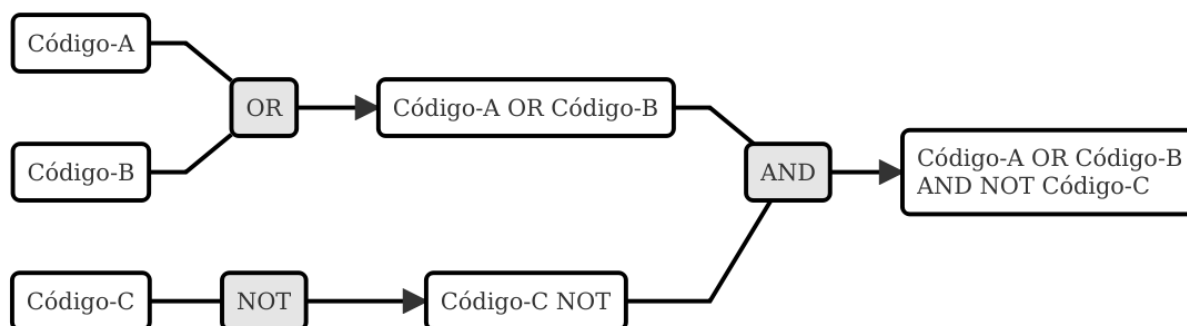 Código-A
OR
Código-A OR Código-B
Código-B
AND
Código-A OR Código-B
AND NOT Código-C
Código-C
NOT
Código-C NOT